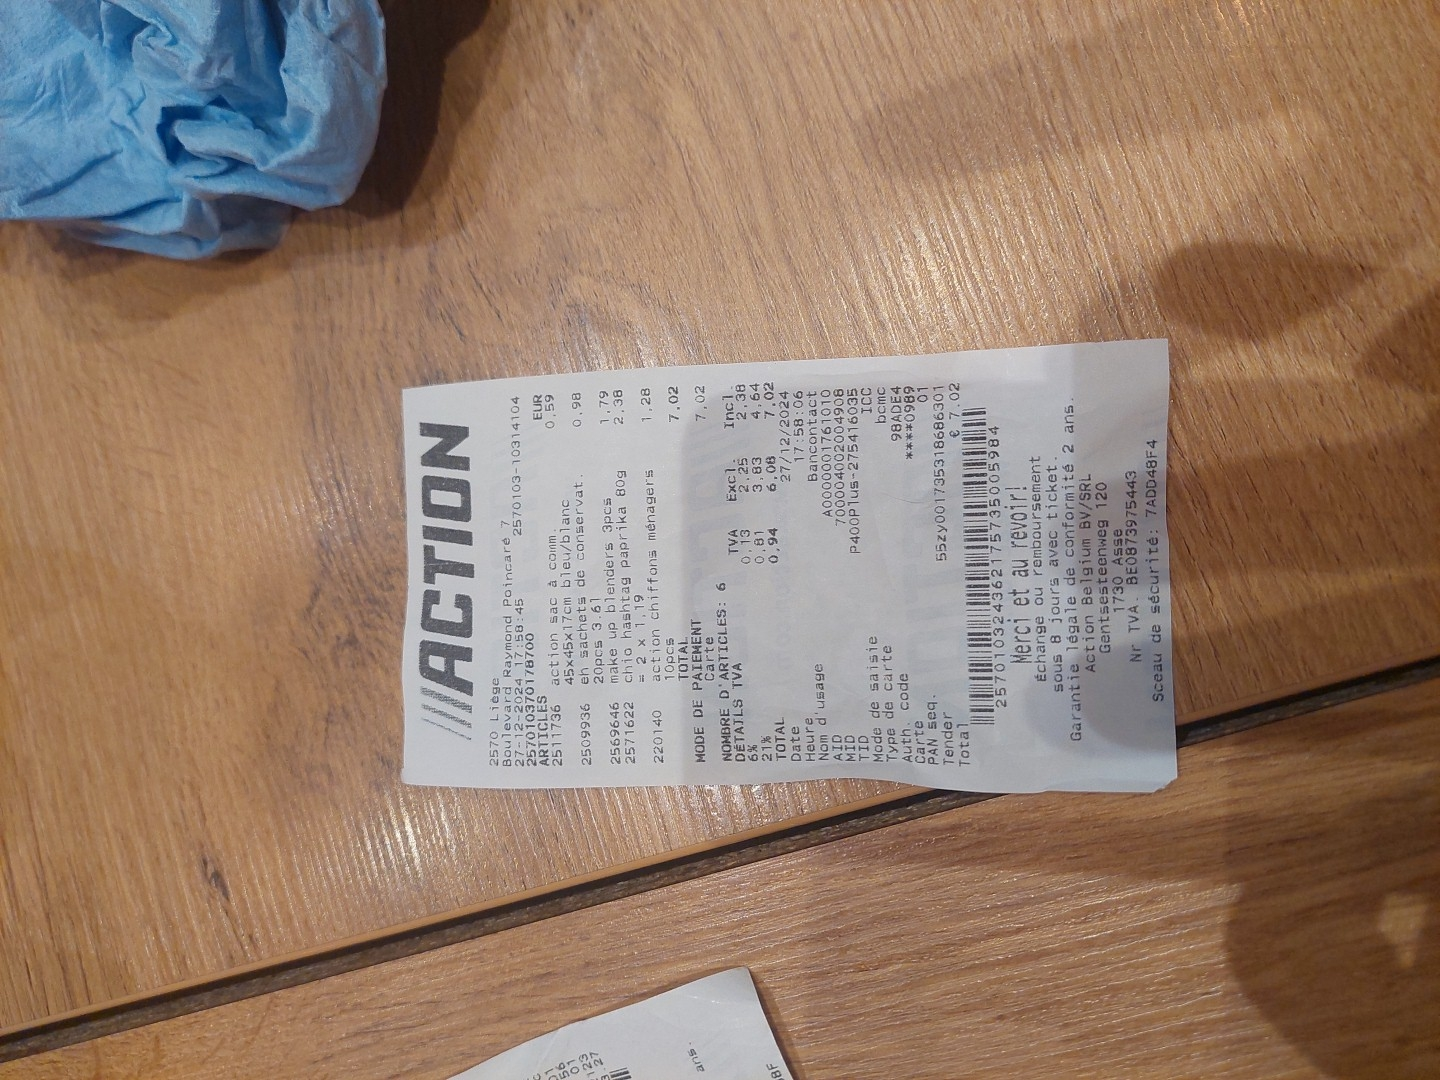 ///ACTION
2570 Liège
Boulevard Raymond Poincaré 7
27-12-2024 17:58:45 2570103-10314104
257010370178700
ARTICLES EUR
2511736 action sac à comm. 0,59
45x45x17cm bleu/blanc
2509936 en sachets de conservat. 0,98
20pcs 3.61
2569646 make up blenders 3pcs 1,79
2571622 chio hashtag paprika 80g 2,38
= 2 x 1,19
220140 action chiffons ménagers 1,28
10pcs
TOTAL 7,02
MODE DE PAIEMENT
Carte 7,02
NOMBRE D'ARTICLES: 6
DÉTAILS TVA TVA Excl. Incl.
6% 0,13 2,25 2,38
21% 0,81 3,83 4,64
TOTAL 0,94 6,08 7,02
Date 27/12/2024
Heure 17:58:06
Nom d'usage Bancontact
AID A0000017610110
MID 70000400200 4908
TID P400Plus-275416035
Mode de saisie ICC
Type de carte bcmc
Auth. code 98ADE4
Carte ****0989
PAN seq. 01
Tender 55zy001735318686301
Total € 7,02
2570103243621757350059 84
Merci et au revoir!
Échange ou remboursement
sous 8 jours avec ticket.
Garantie légale de conformité 2 ans.
Action Belgium BV/SRL
Gentsesteenweg 120
1730 Asse
Nr TVA. BE0873975443
Sceau de sécurité: 7ADD48F4
ans.